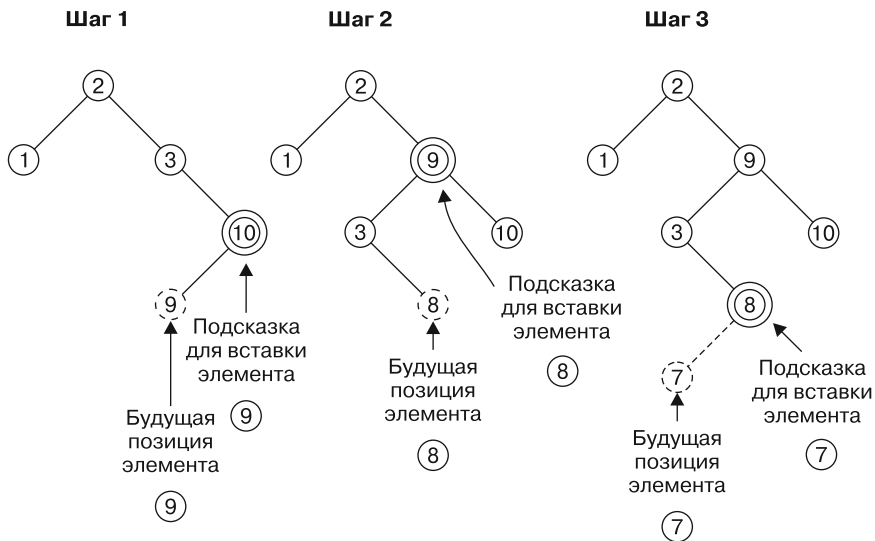 Шаг 1
2
1
3
10
9
Подсказка
для вставки
элемента
9
Будущая
позиция
элемента
9
Шаг 2
2
1
9
3
10
8
Подсказка
для вставки
элемента
8
Будущая
позиция
элемента
8
Шаг 3
2
1
9
3
10
8
7
Подсказка
для вставки
элемента
7
Будущая
позиция
элемента
7